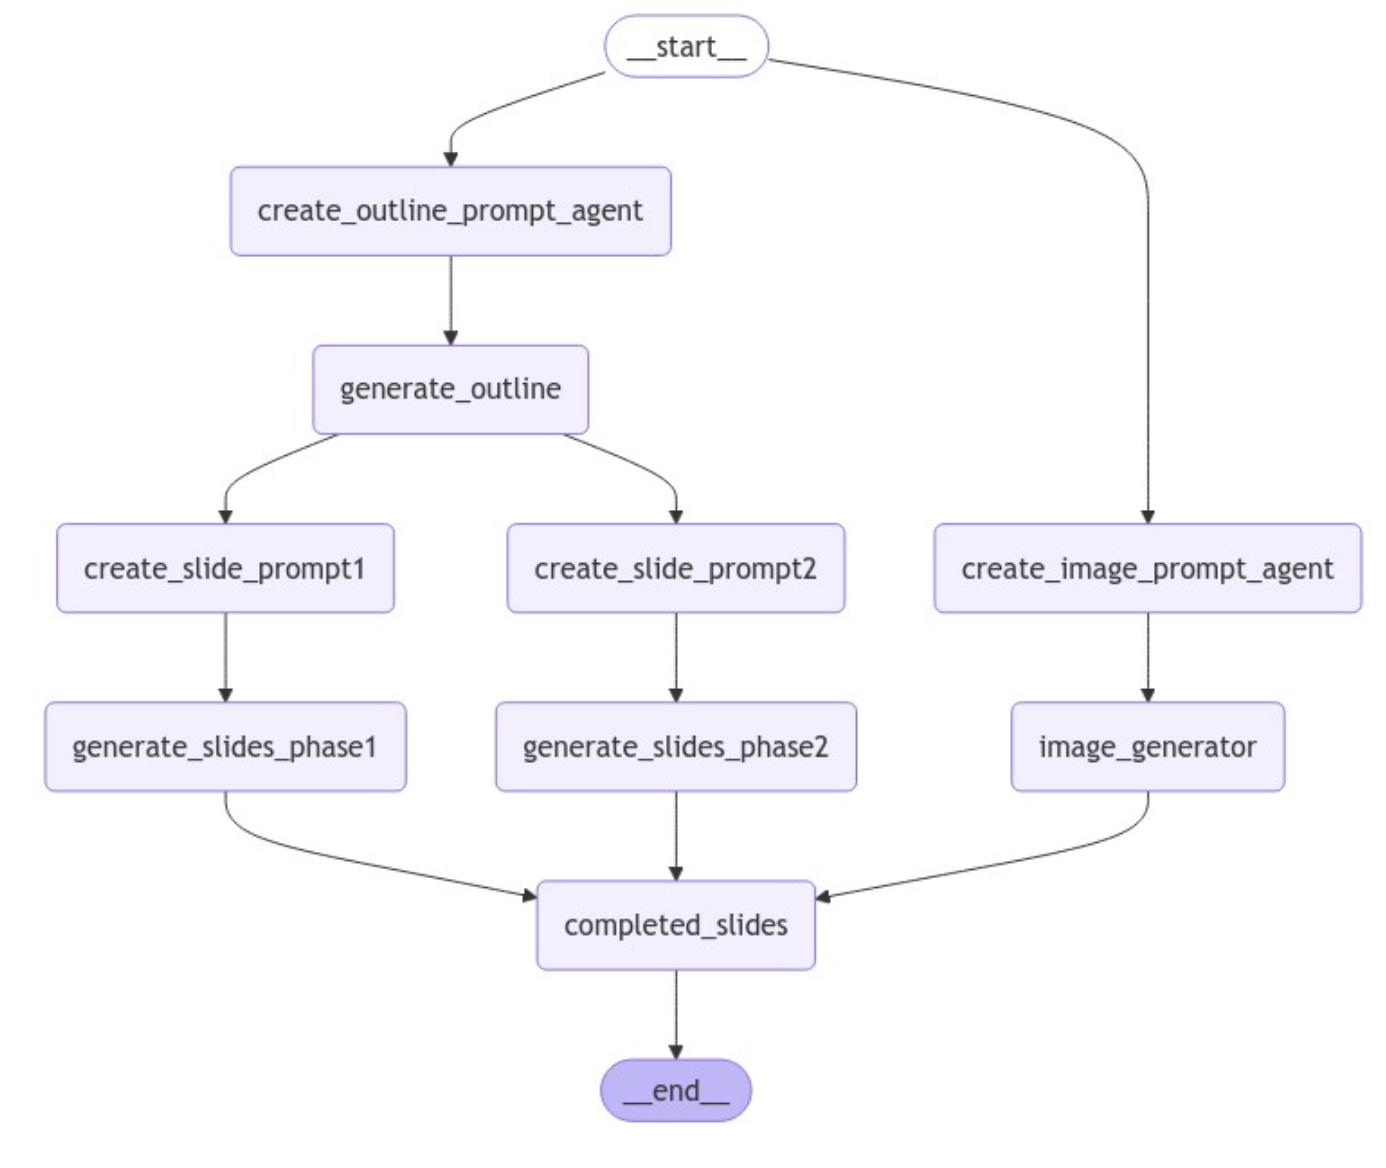 __start__
create_outline_prompt_agent
generate_outline
create_slide_prompt1
create_slide_prompt2
create_image_prompt_agent
generate_slides_phase1
generate_slides_phase2
image_generator
completed_slides
__end__